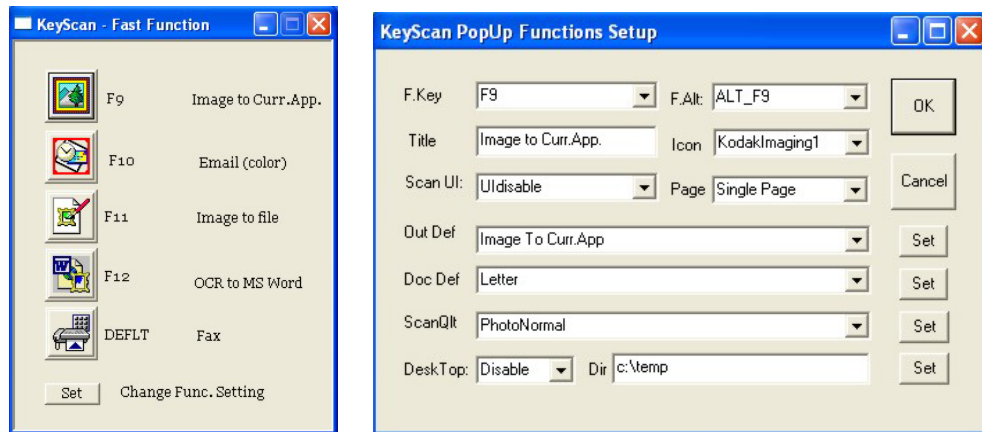 KeyScan - Fast Function
F9 Image to Curr.App.
F10 Email (color)
F11 Image to file
F12 OCR to MS Word
DEFLT Fax
Set Change Func. Setting
KeyScan PopUp Functions Setup
F.Key F9 F.Alt: ALT_F9 OK
Title Image to Curr.App. Icon KodakImaging1
Scan UI: UIdisable Page Single Page Cancel
Out Def Image To Curr.App Set
Doc Def Letter Set
ScanQlt PhotoNormal Set
DeskTop: Disable Dir c:\temp Set